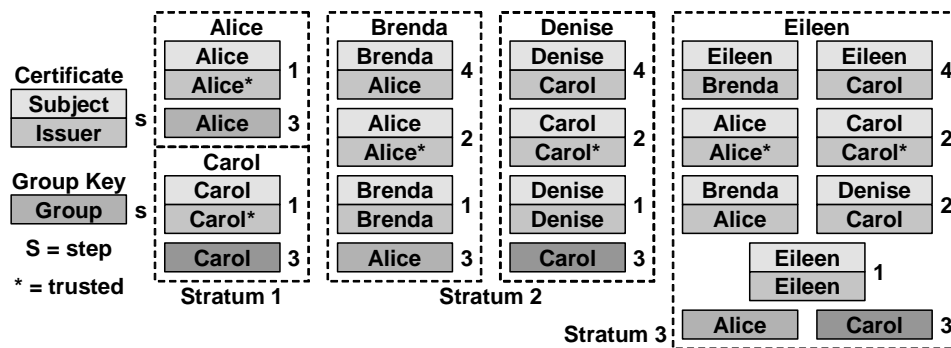 Certificate
Subject
Issuer
s
Group Key
Group
s
S = step
* = trusted
Alice
Alice
Alice*
1
Alice
3
Carol
Carol
Carol*
1
Carol
3
Stratum 1
Brenda
Brenda
Alice
4
Alice
Alice*
2
Brenda
Brenda
1
Alice
3
Denise
Denise
Carol
4
Carol
Carol*
2
Denise
Denise
1
Carol
3
Stratum 2
Eileen
Eileen
Brenda
Eileen
Carol
4
Alice
Alice*
Carol
Carol*
2
Brenda
Alice
Denise
Carol
2
Eileen
Eileen
1
Alice
Carol
3
Stratum 3